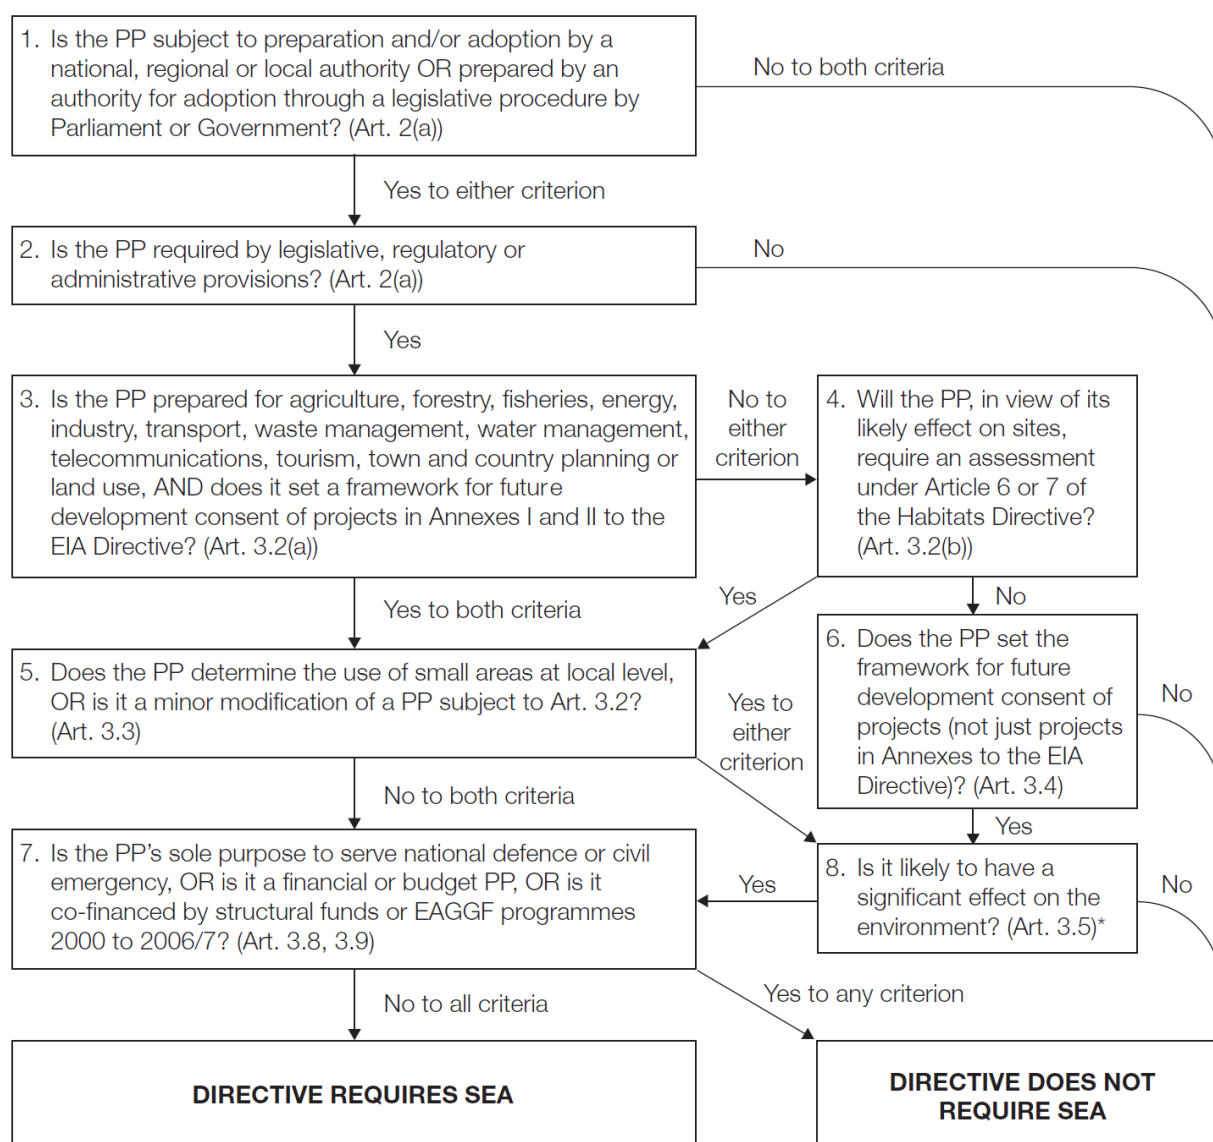 1. Is the PP subject to preparation and/or adoption by a
national, regional or local authority OR prepared by an
authority for adoption through a legislative procedure by
Parliament or Government? (Art. 2(a))
No to both criteria
Yes to either criterion
2. Is the PP required by legislative, regulatory or
administrative provisions? (Art. 2(a))
No
Yes
3. Is the PP prepared for agriculture, forestry, fisheries, energy,
industry, transport, waste management, water management,
telecommunications, tourism, town and country planning or
land use, AND does it set a framework for future
development consent of projects in Annexes I and II to the
EIA Directive? (Art. 3.2(a))
No to
either
criterion
4. Will the PP, in view of its
likely effect on sites,
require an assessment
under Article 6 or 7 of
the Habitats Directive?
(Art. 3.2(b))
Yes to both criteria
Yes
No
5. Does the PP determine the use of small areas at local level,
OR is it a minor modification of a PP subject to Art. 3.2?
(Art. 3.3)
Yes to
either
criterion
6. Does the PP set the
framework for future
development consent of
projects (not just projects
in Annexes to the EIA
Directive)? (Art. 3.4)
No
No to both criteria
Yes
7. Is the PP's sole purpose to serve national defence or civil
emergency, OR is it a financial or budget PP, OR is it
co-financed by structural funds or EAGGF programmes
2000 to 2006/7? (Art. 3.8, 3.9)
Yes
8. Is it likely to have a
significant effect on the
environment? (Art. 3.5)*
No
No to all criteria
Yes to any criterion
DIRECTIVE REQUIRES SEA
DIRECTIVE DOES NOT
REQUIRE SEA